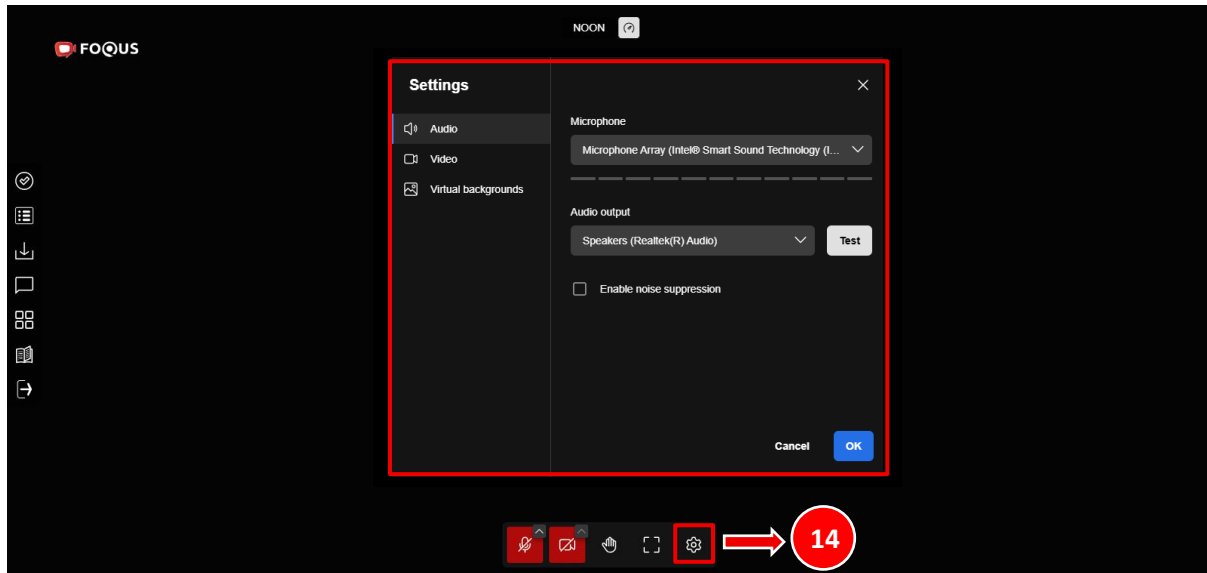 NOON
FOQUS
Settings
Audio
Video
Virtual backgrounds
Microphone
Microphone Array (Intel® Smart Sound Technology (I...
Audio output
Speakers (Realtek(R) Audio)
Test
Enable noise suppression
Cancel
OK
14